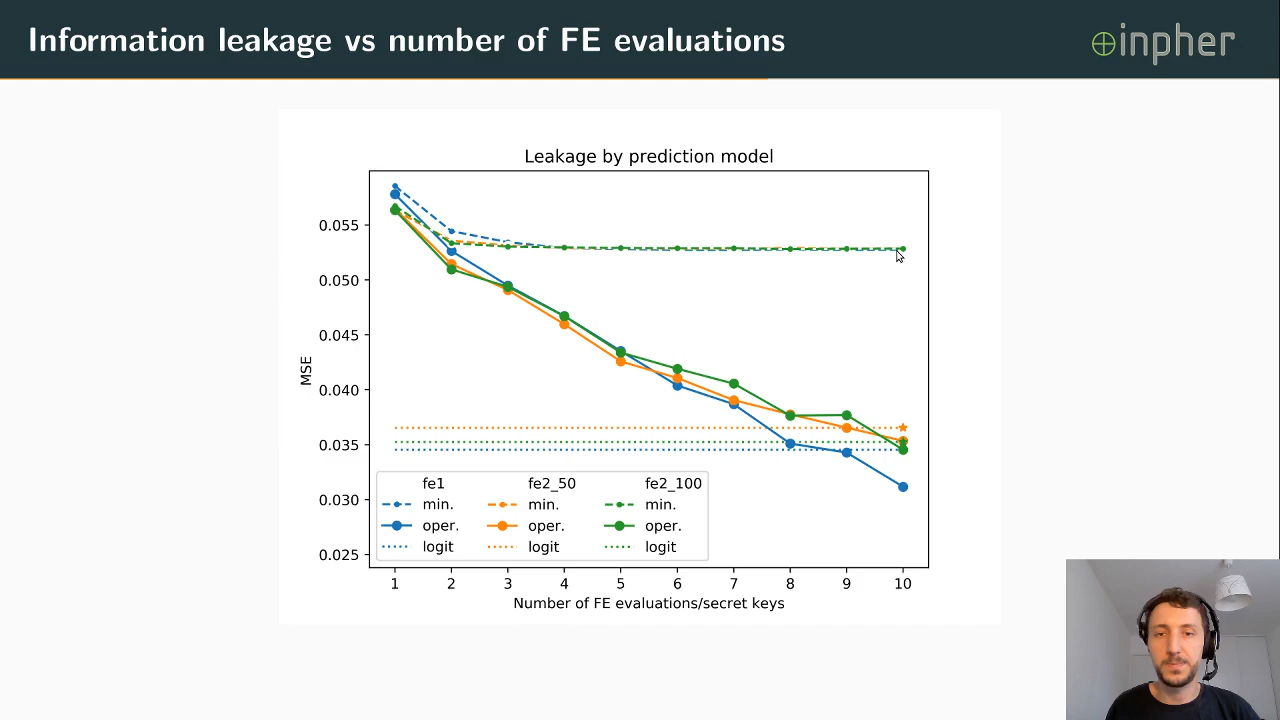 Information leakage vs number of FE evaluations
inpher
Leakage by prediction model
0.055
0.050
0.045
0.040
0.035
0.030
0.025
MSE
fe1 fe2_50 fe2_100
min. min. min.
oper. oper. oper.
logit logit logit
1 2 3 4 5 6 7 8 9 10
Number of FE evaluations/secret keys